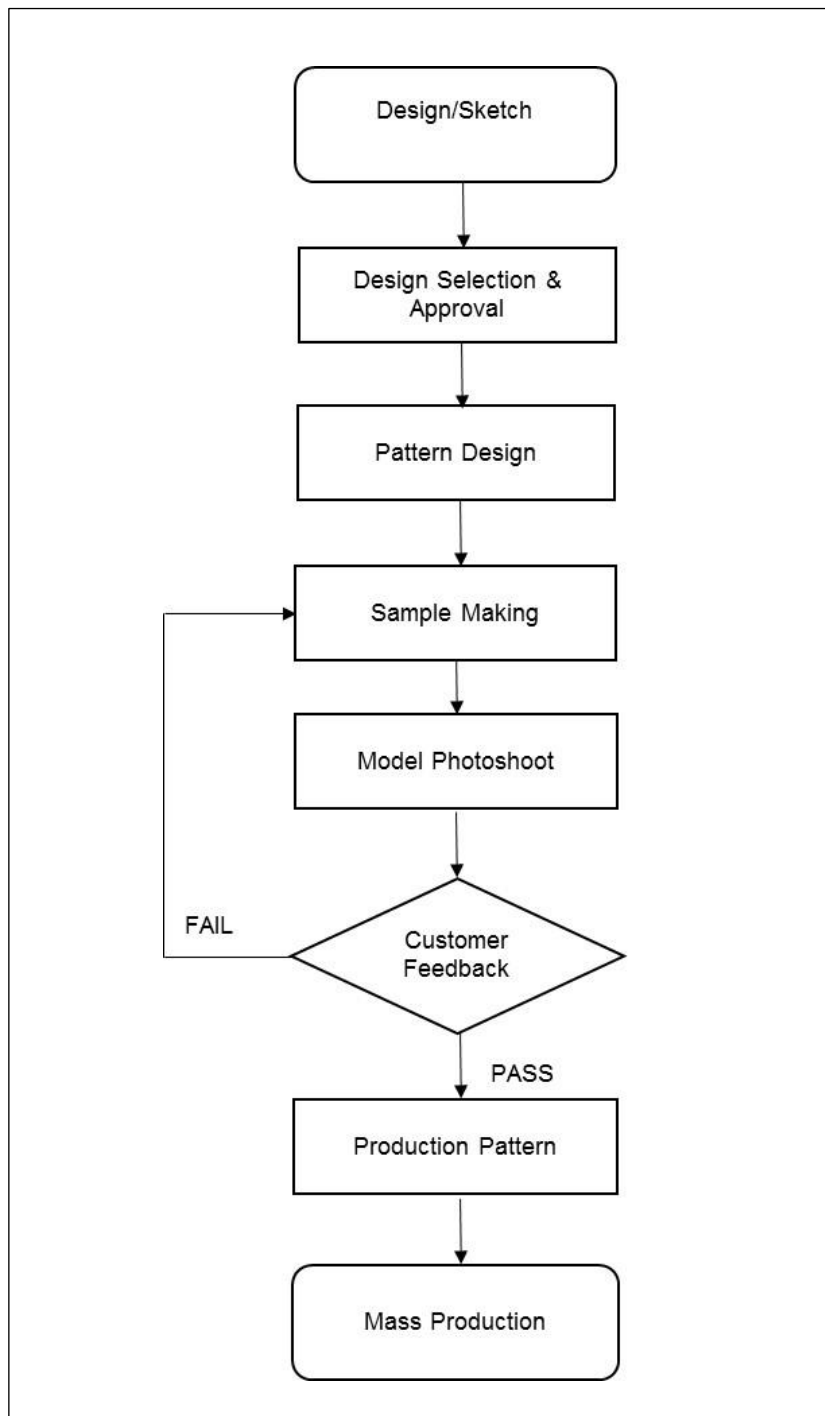 Design/Sketch
Design Selection &
Approval
Pattern Design
Sample Making
Model Photoshoot
FAIL
Customer
Feedback
PASS
Production Pattern
Mass Production